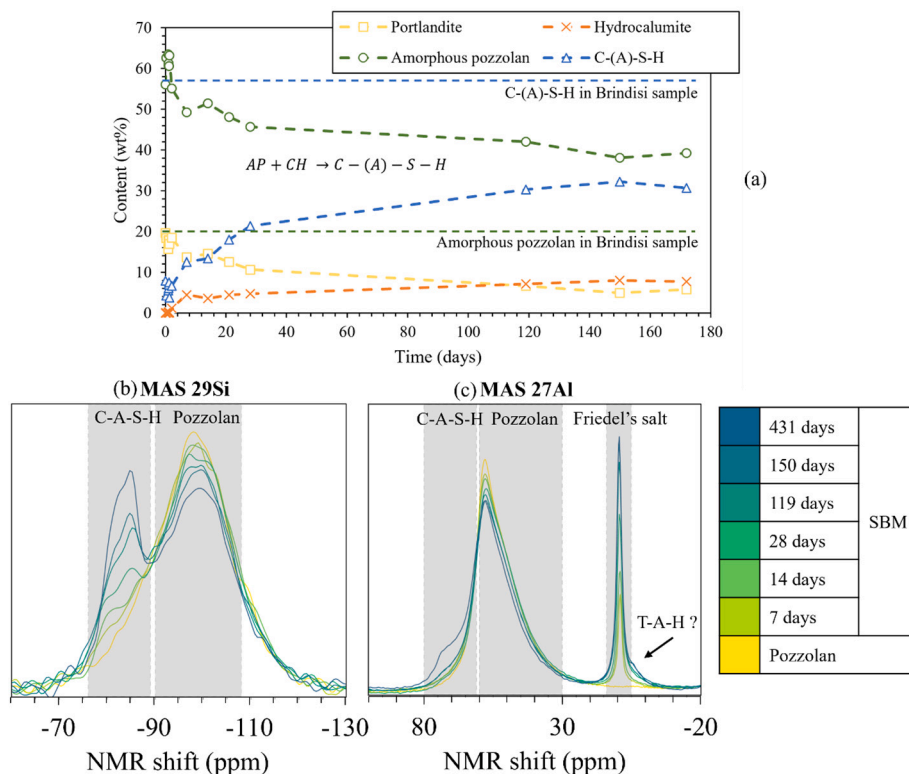 Portlandite
Hydrocalumite
Amorphous pozzolan
C-(A)-S-H
70
60
50
40
30
20
10
0
Content (wt%)
C-(A)-S-H in Brindisi sample
AP + CH → C − (A) − S − H
Amorphous pozzolan in Brindisi sample
(a)
0 20 40 60 80 100 120 140 160 180
Time (days)
(b) MAS 29Si
C-A-S-H Pozzolan
-70 -90 -110 -130
NMR shift (ppm)
(c) MAS 27Al
C-A-S-H Pozzolan Friedel's salt
T-A-H ?
80 30 -20
NMR shift (ppm)
431 days
150 days
119 days
28 days
14 days
7 days
SBM
Pozzolan